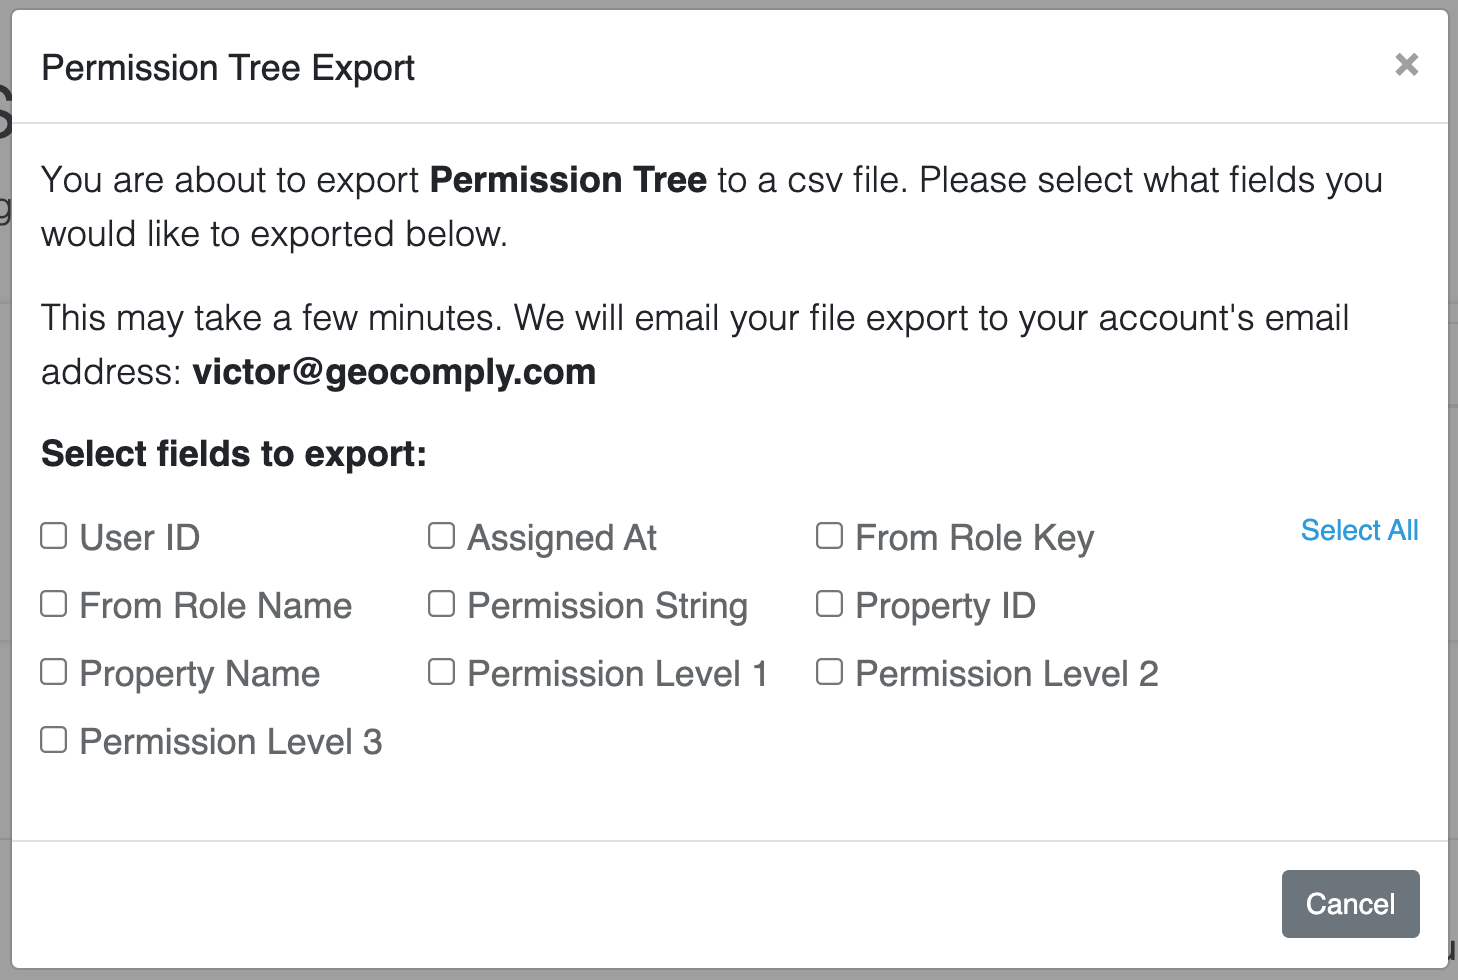 Permission Tree Export
×
You are about to export Permission Tree to a csv file. Please select what fields you
would like to exported below.
This may take a few minutes. We will email your file export to your account's email
address: victor@geocomply.com
Select fields to export:
User ID Assigned At From Role Key Select All
From Role Name Permission String Property ID
Property Name Permission Level 1 Permission Level 2
Permission Level 3
Cancel